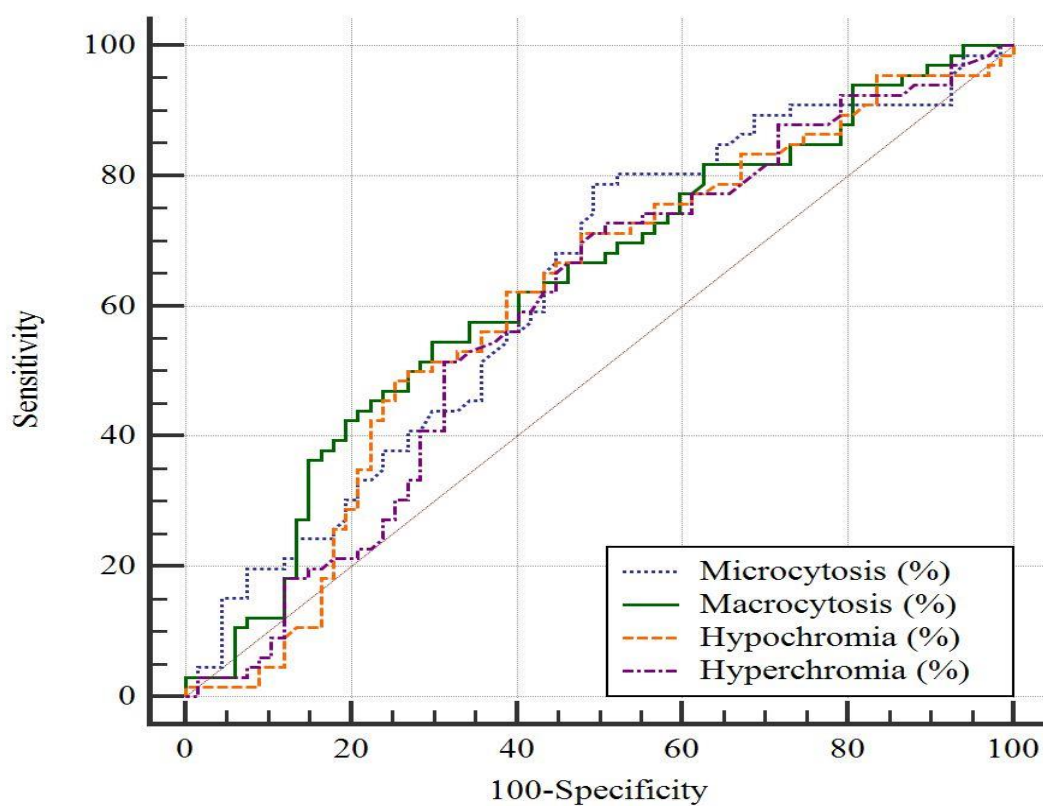 100
80
60
40
20
0
Sensitivity
Microcytosis (%)
Macrocytosis (%)
Hypochromia (%)
Hyperchromia (%)
0 20 40 60 80 100
100-Specificity